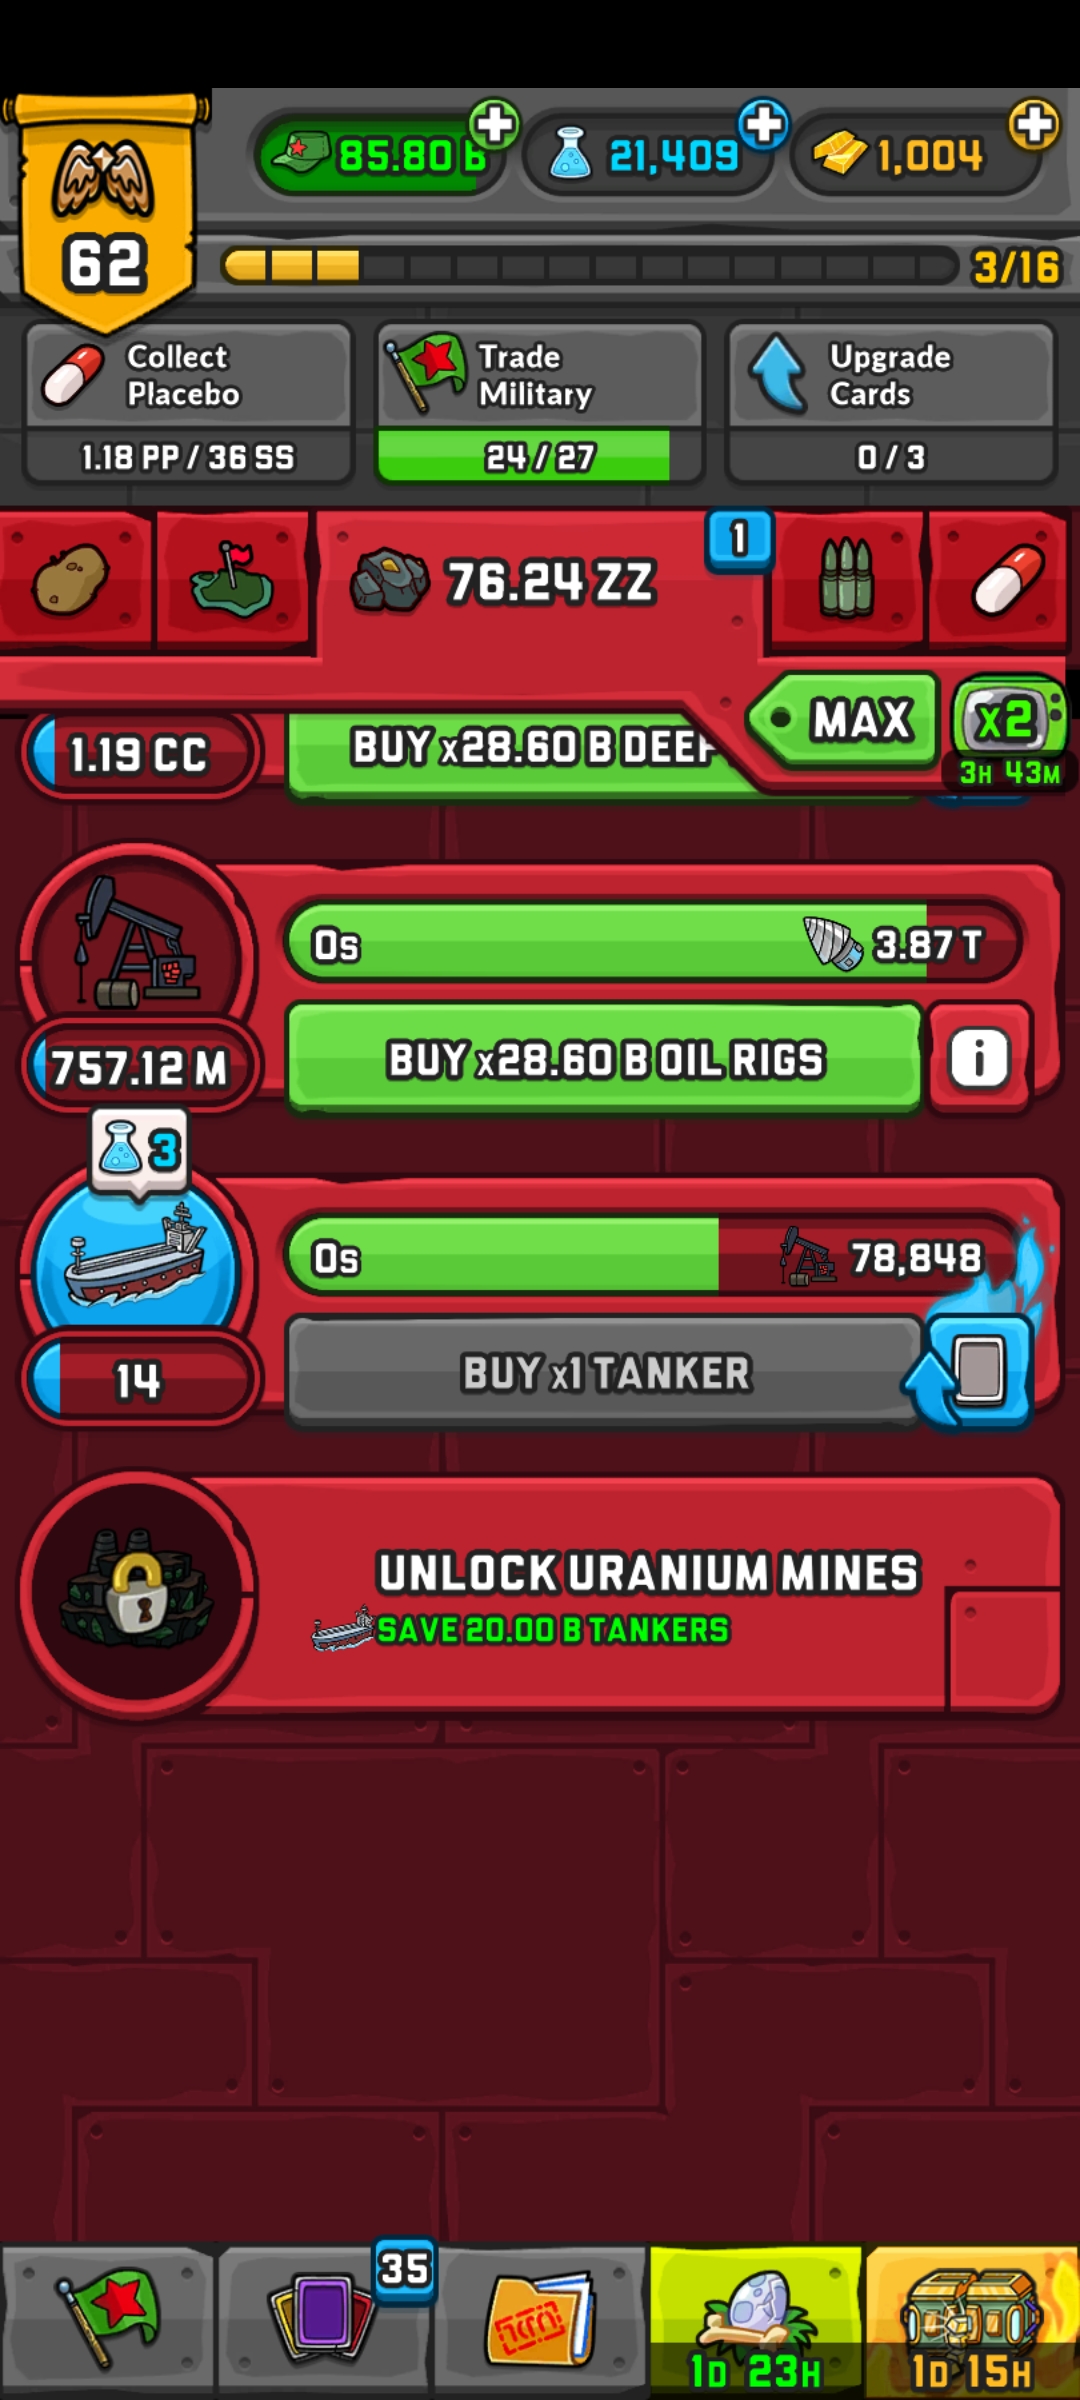 85.80 B
21,409
1,004
62
3/16
Collect
Placebo
1.18 PP / 36 SS
Trade
Military
24 / 27
Upgrade
Cards
0 / 3
76.24 ZZ
1
MAX
x2
3H 43M
1.19 CC
BUY x28.60 B DEEP
0s
3.87 T
757.12 M
BUY x28.60 B OIL RIGS
i
3
0s
78,848
14
BUY x1 TANKER
UNLOCK URANIUM MINES
SAVE 20.00 B TANKERS
35
1D 23H
1D 15H